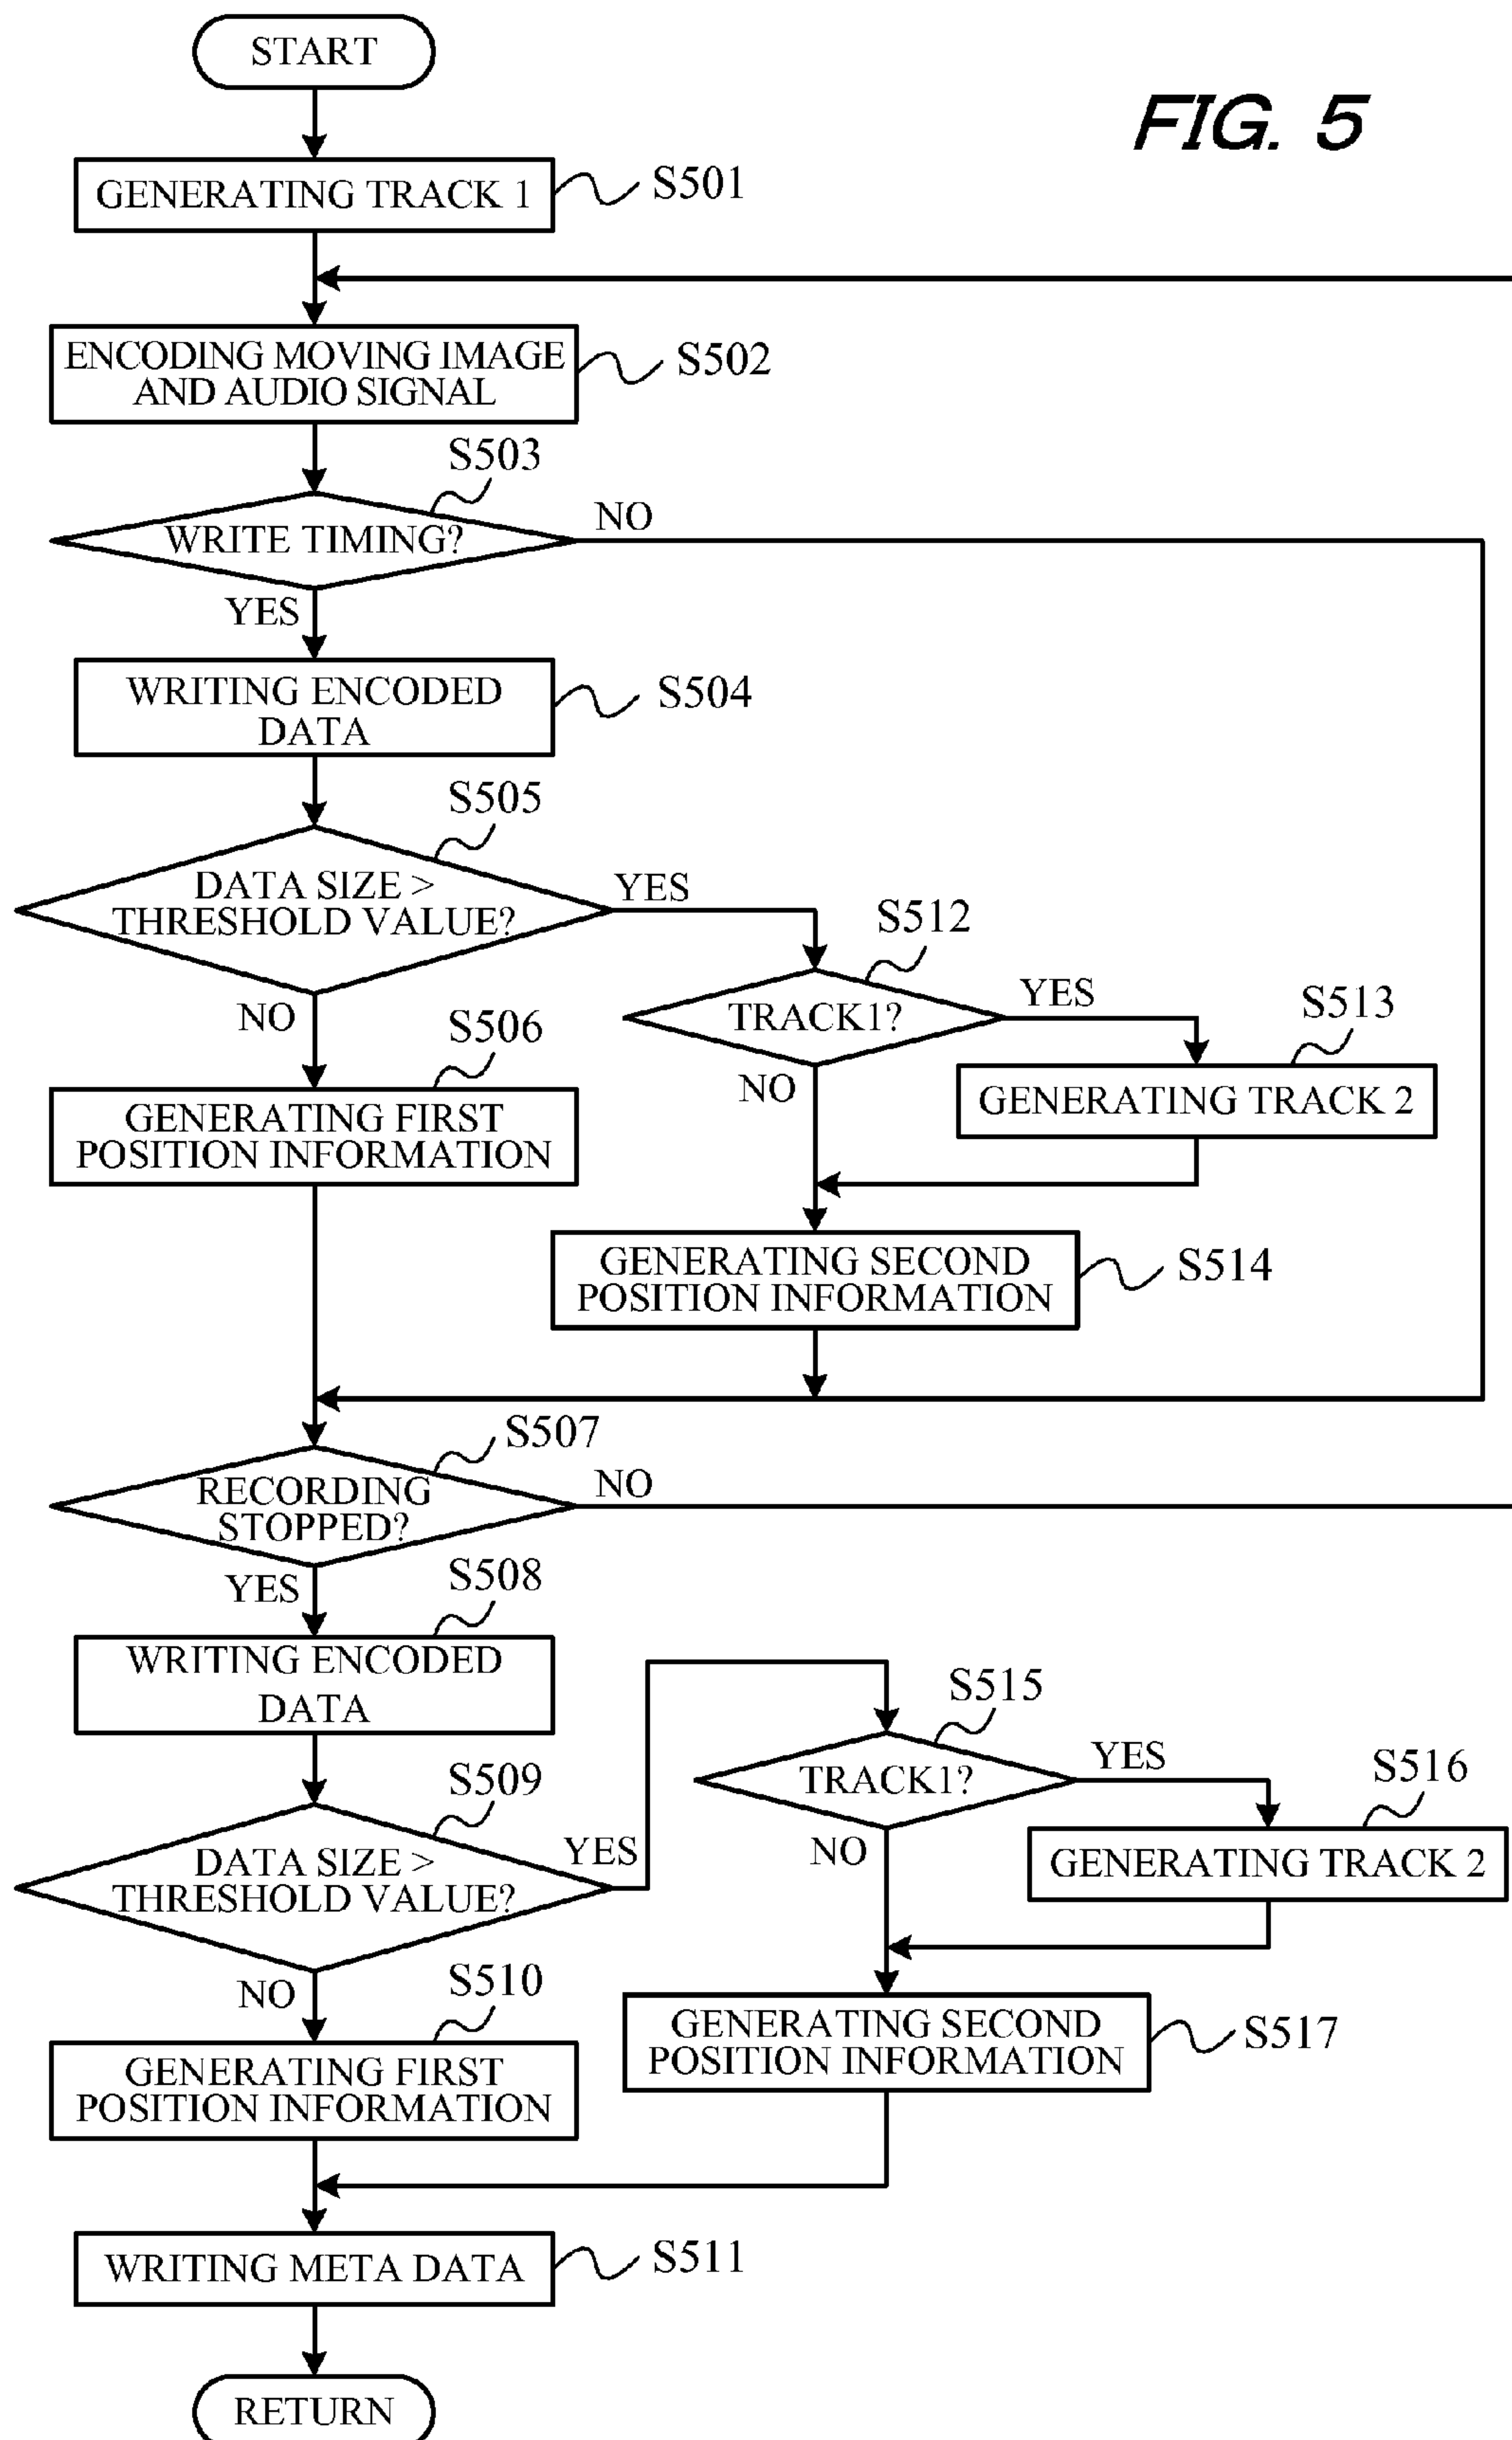 START
FIG. 5
GENERATING TRACK 1
S501
ENCODING MOVING IMAGE
AND AUDIO SIGNAL
S502
S503
WRITE TIMING?
NO
YES
WRITING ENCODED
DATA
S504
S505
DATA SIZE >
THRESHOLD VALUE?
YES
NO
S512
TRACK1?
YES
NO
S513
GENERATING TRACK 2
S506
GENERATING FIRST
POSITION INFORMATION
GENERATING SECOND
POSITION INFORMATION
S514
S507
RECORDING
STOPPED?
NO
YES
S508
WRITING ENCODED
DATA
S509
DATA SIZE >
THRESHOLD VALUE?
YES
NO
S515
TRACK1?
YES
NO
S516
GENERATING TRACK 2
S510
GENERATING FIRST
POSITION INFORMATION
GENERATING SECOND
POSITION INFORMATION
S517
WRITING META DATA
S511
RETURN